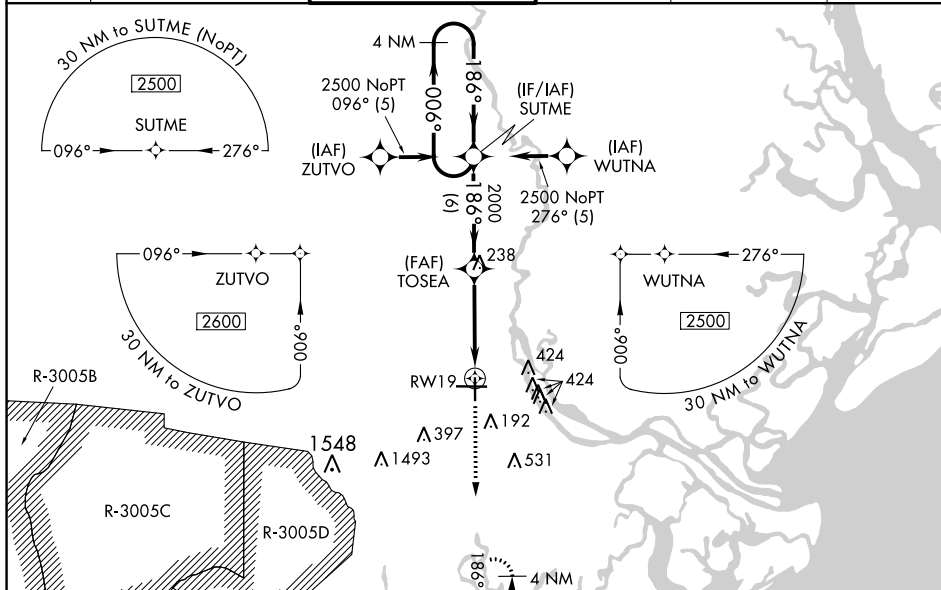 30 NM to SUTME (NoPT)
2500
SUTME
096°
276°
4 NM
006°
186°
2500 NoPT
096° (5)
(IAF)
ZUTVO
(IF/IAF)
SUTME
(IAF)
WUTNA
2500 NoPT
276° (5)
2000
186°
(6)
(FAF)
TOSEA
238
096°
ZUTVO
2600
006°
30 NM to ZUTVO
276°
WUTNA
2500
006°
30 NM to WUTNA
RW19
424
424
192
397
1548
1493
531
R-3005B
R-3005C
R-3005D
186°
4 NM